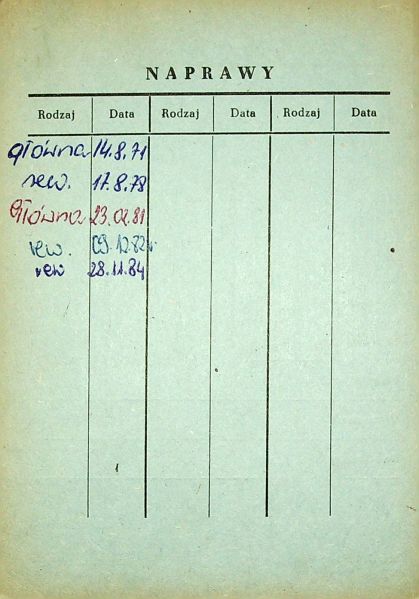 NAPRAWY
Rodzaj Data Rodzaj Data Rodzaj Data
główna 14.8.71
rew. 17.8.78
Główna 23.02.81
rew. 09.12.82r.
rew 28.11.84